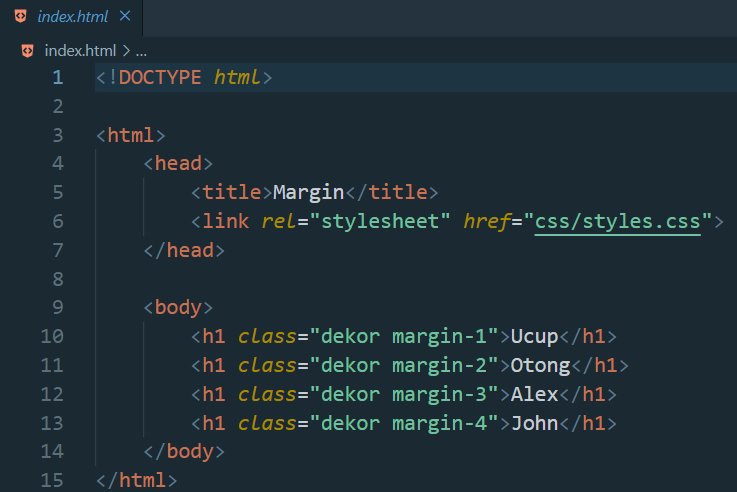 index.html ×
index.html > ...
1 <!DOCTYPE html>
2
3 <html>
4     <head>
5         <title>Margin</title>
6         <link rel="stylesheet" href="css/styles.css">
7     </head>
8
9     <body>
10         <h1 class="dekor margin-1">Ucup</h1>
11         <h1 class="dekor margin-2">Otong</h1>
12         <h1 class="dekor margin-3">Alex</h1>
13         <h1 class="dekor margin-4">John</h1>
14     </body>
15 </html>